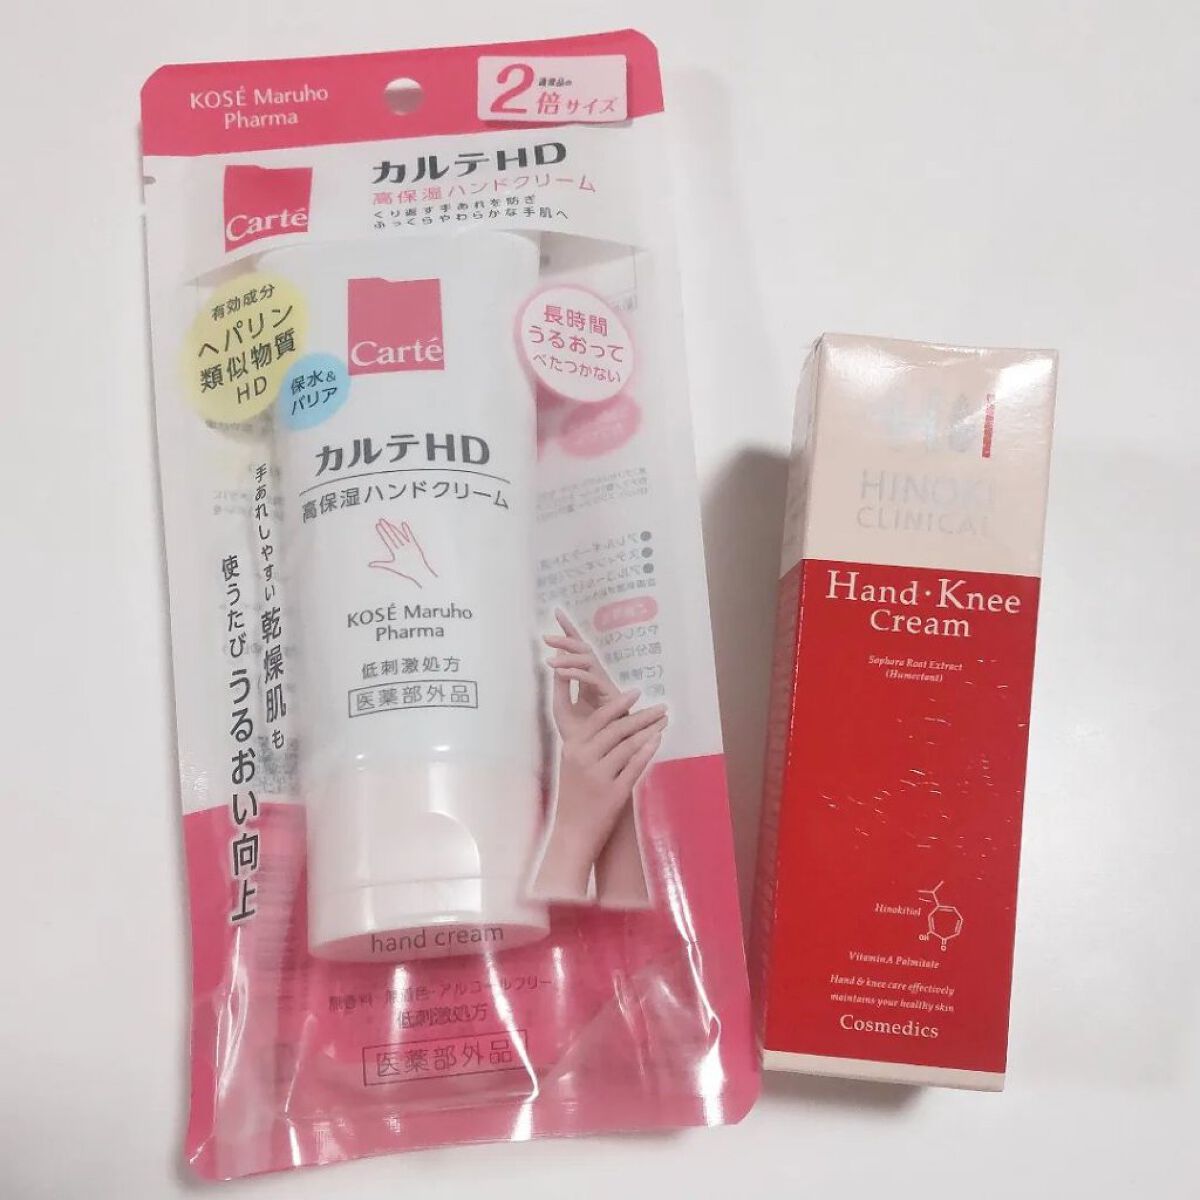 KOSÉ Maruho
Pharma
通常品の
2倍サイズ
Carté
カルテHD
高保湿ハンドクリーム
くり返す手あれを防ぎ
ふっくらやわらかな手肌へ
有効成分
ヘパリン
類似物質
HD
保水&
バリア
長時間
うるおって
べたつかない
Carté
カルテHD
高保湿ハンドクリーム
KOSÉ Maruho
Pharma
低刺激処方
医薬部外品
手あれしやすい乾燥肌も
使うたびうるおい向上
hand cream
無香料・無着色・アルコールフリー
低刺激処方
医薬部外品
HINOKI
CLINICAL
Hand・Knee
Cream
Sophora Root Extract
(Humectant)
Hinokitiol
OH
O
Vitamin A Palmitate
Hand & knee care effectively
maintains your healthy skin
Cosmedics